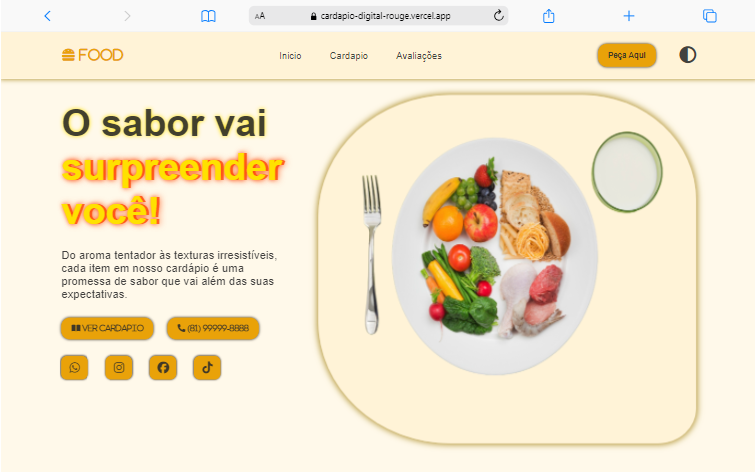 AA cardapio-digital-rouge.vercel.app
FOOD
Inicio Cardapio Avaliações Peça Aqui
O sabor vai
surpreender
você!
Do aroma tentador às texturas irresistíveis,
cada item em nosso cardápio é uma
promessa de sabor que vai além das suas
expectativas.
VER CARDAPIO (81) 99999-8888